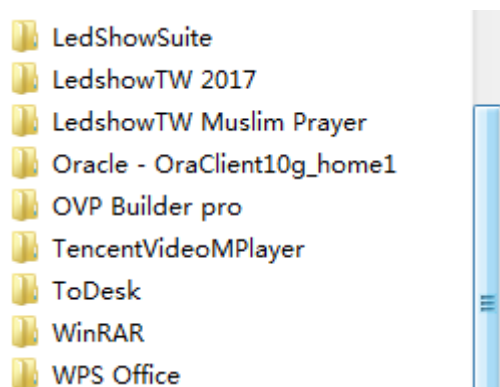 LedShowSuite
LedshowTW 2017
LedshowTW Muslim Prayer
Oracle - OraClient10g_home1
OVP Builder pro
TencentVideoMPlayer
ToDesk
WinRAR
WPS Office